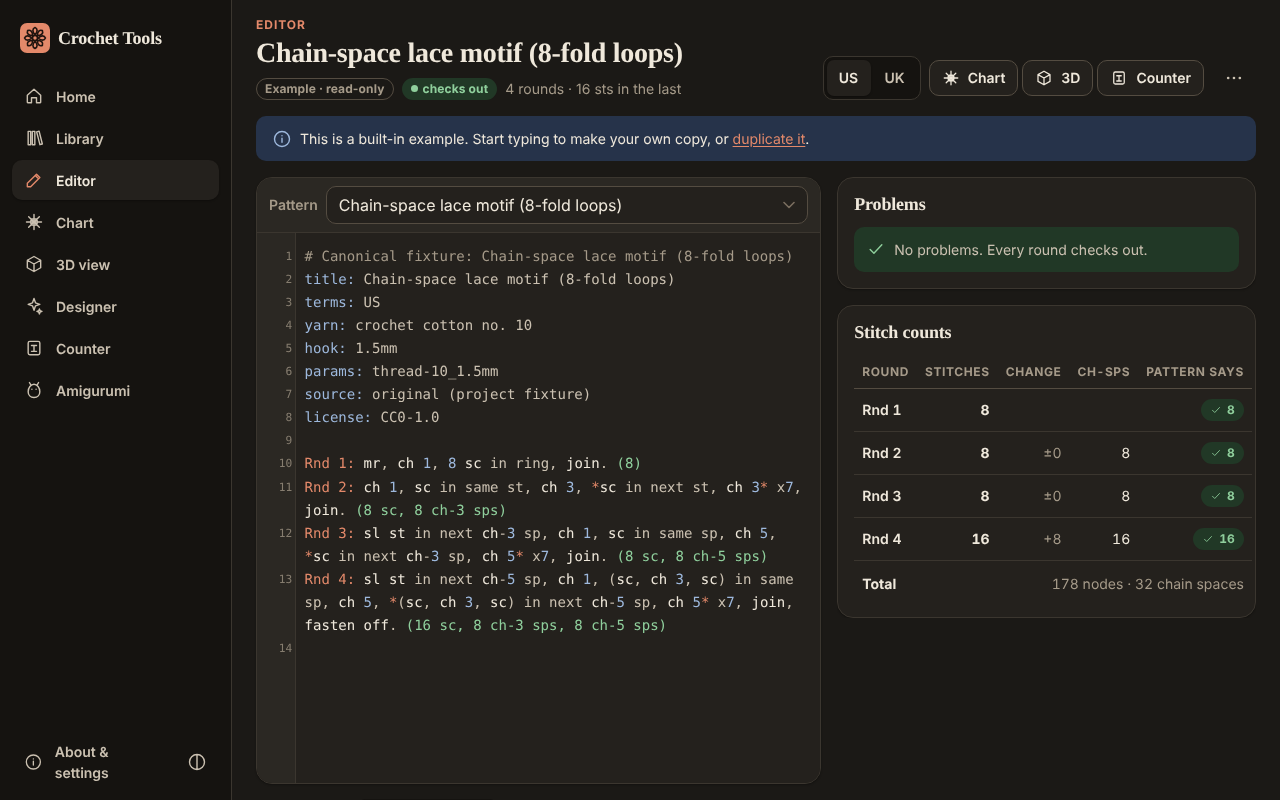 Crochet Tools
Home
Library
Editor
Chart
3D view
Designer
Counter
Amigurumi
About &
settings
EDITOR
Chain-space lace motif (8-fold loops)
Example · read-only
checks out
4 rounds · 16 sts in the last
US
UK
Chart
3D
Counter
This is a built-in example. Start typing to make your own copy, or duplicate it.
Pattern
Chain-space lace motif (8-fold loops)
1 # Canonical fixture: Chain-space lace motif (8-fold loops)
2 title: Chain-space lace motif (8-fold loops)
3 terms: US
4 yarn: crochet cotton no. 10
5 hook: 1.5mm
6 params: thread-10_1.5mm
7 source: original (project fixture)
8 license: CC0-1.0
9
10 Rnd 1: mr, ch 1, 8 sc in ring, join. (8)
11 Rnd 2: ch 1, sc in same st, ch 3, *sc in next st, ch 3* x7,
join. (8 sc, 8 ch-3 sps)
12 Rnd 3: sl st in next ch-3 sp, ch 1, sc in same sp, ch 5,
*sc in next ch-3 sp, ch 5* x7, join. (8 sc, 8 ch-5 sps)
13 Rnd 4: sl st in next ch-5 sp, ch 1, (sc, ch 3, sc) in same
sp, ch 5, *(sc, ch 3, sc) in next ch-5 sp, ch 5* x7, join,
fasten off. (16 sc, 8 ch-3 sps, 8 ch-5 sps)
14
Problems
No problems. Every round checks out.
Stitch counts
ROUND STITCHES CHANGE CH-SPS PATTERN SAYS
Rnd 1 8 8
Rnd 2 8 ±0 8 8
Rnd 3 8 ±0 8 8
Rnd 4 16 +8 16 16
Total 178 nodes · 32 chain spaces